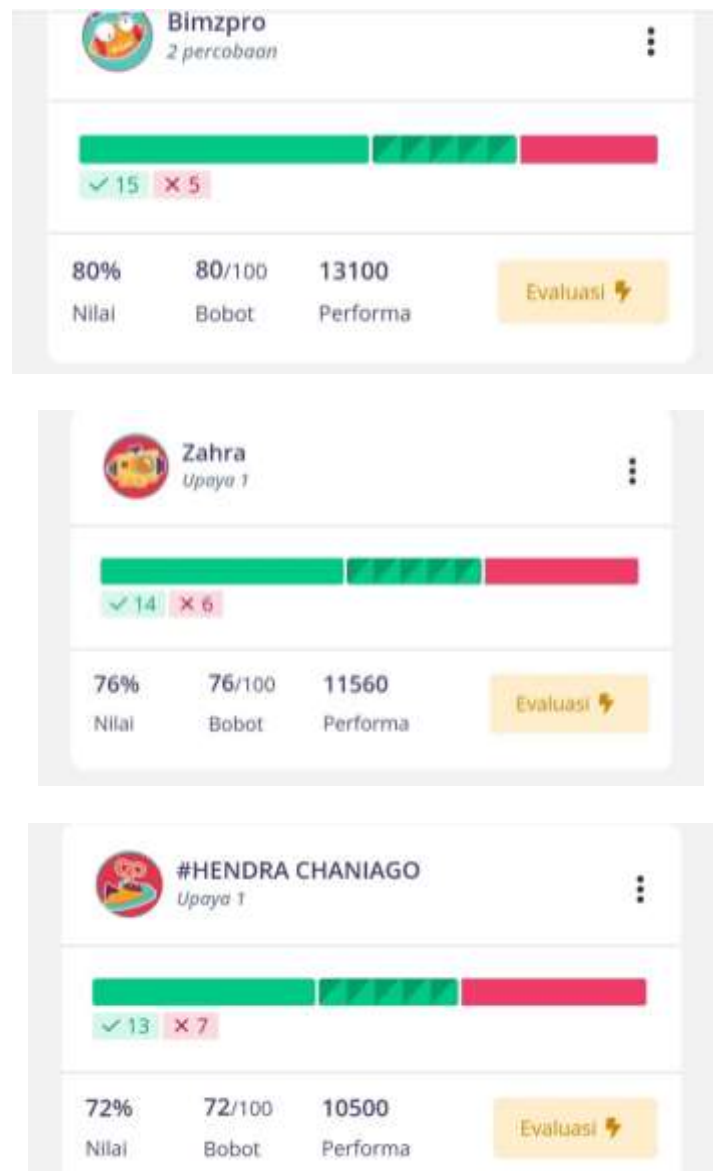 Bimzpro
2 percobaan
✓ 15 ✕ 5
80% 80/100 13100
Nilai Bobot Performa
Evaluasi
Zahra
Upaya 1
✓ 14 ✕ 6
76% 76/100 11560
Nilai Bobot Performa
Evaluasi
#HENDRA CHANIAGO
Upaya 1
✓ 13 ✕ 7
72% 72/100 10500
Nilai Bobot Performa
Evaluasi